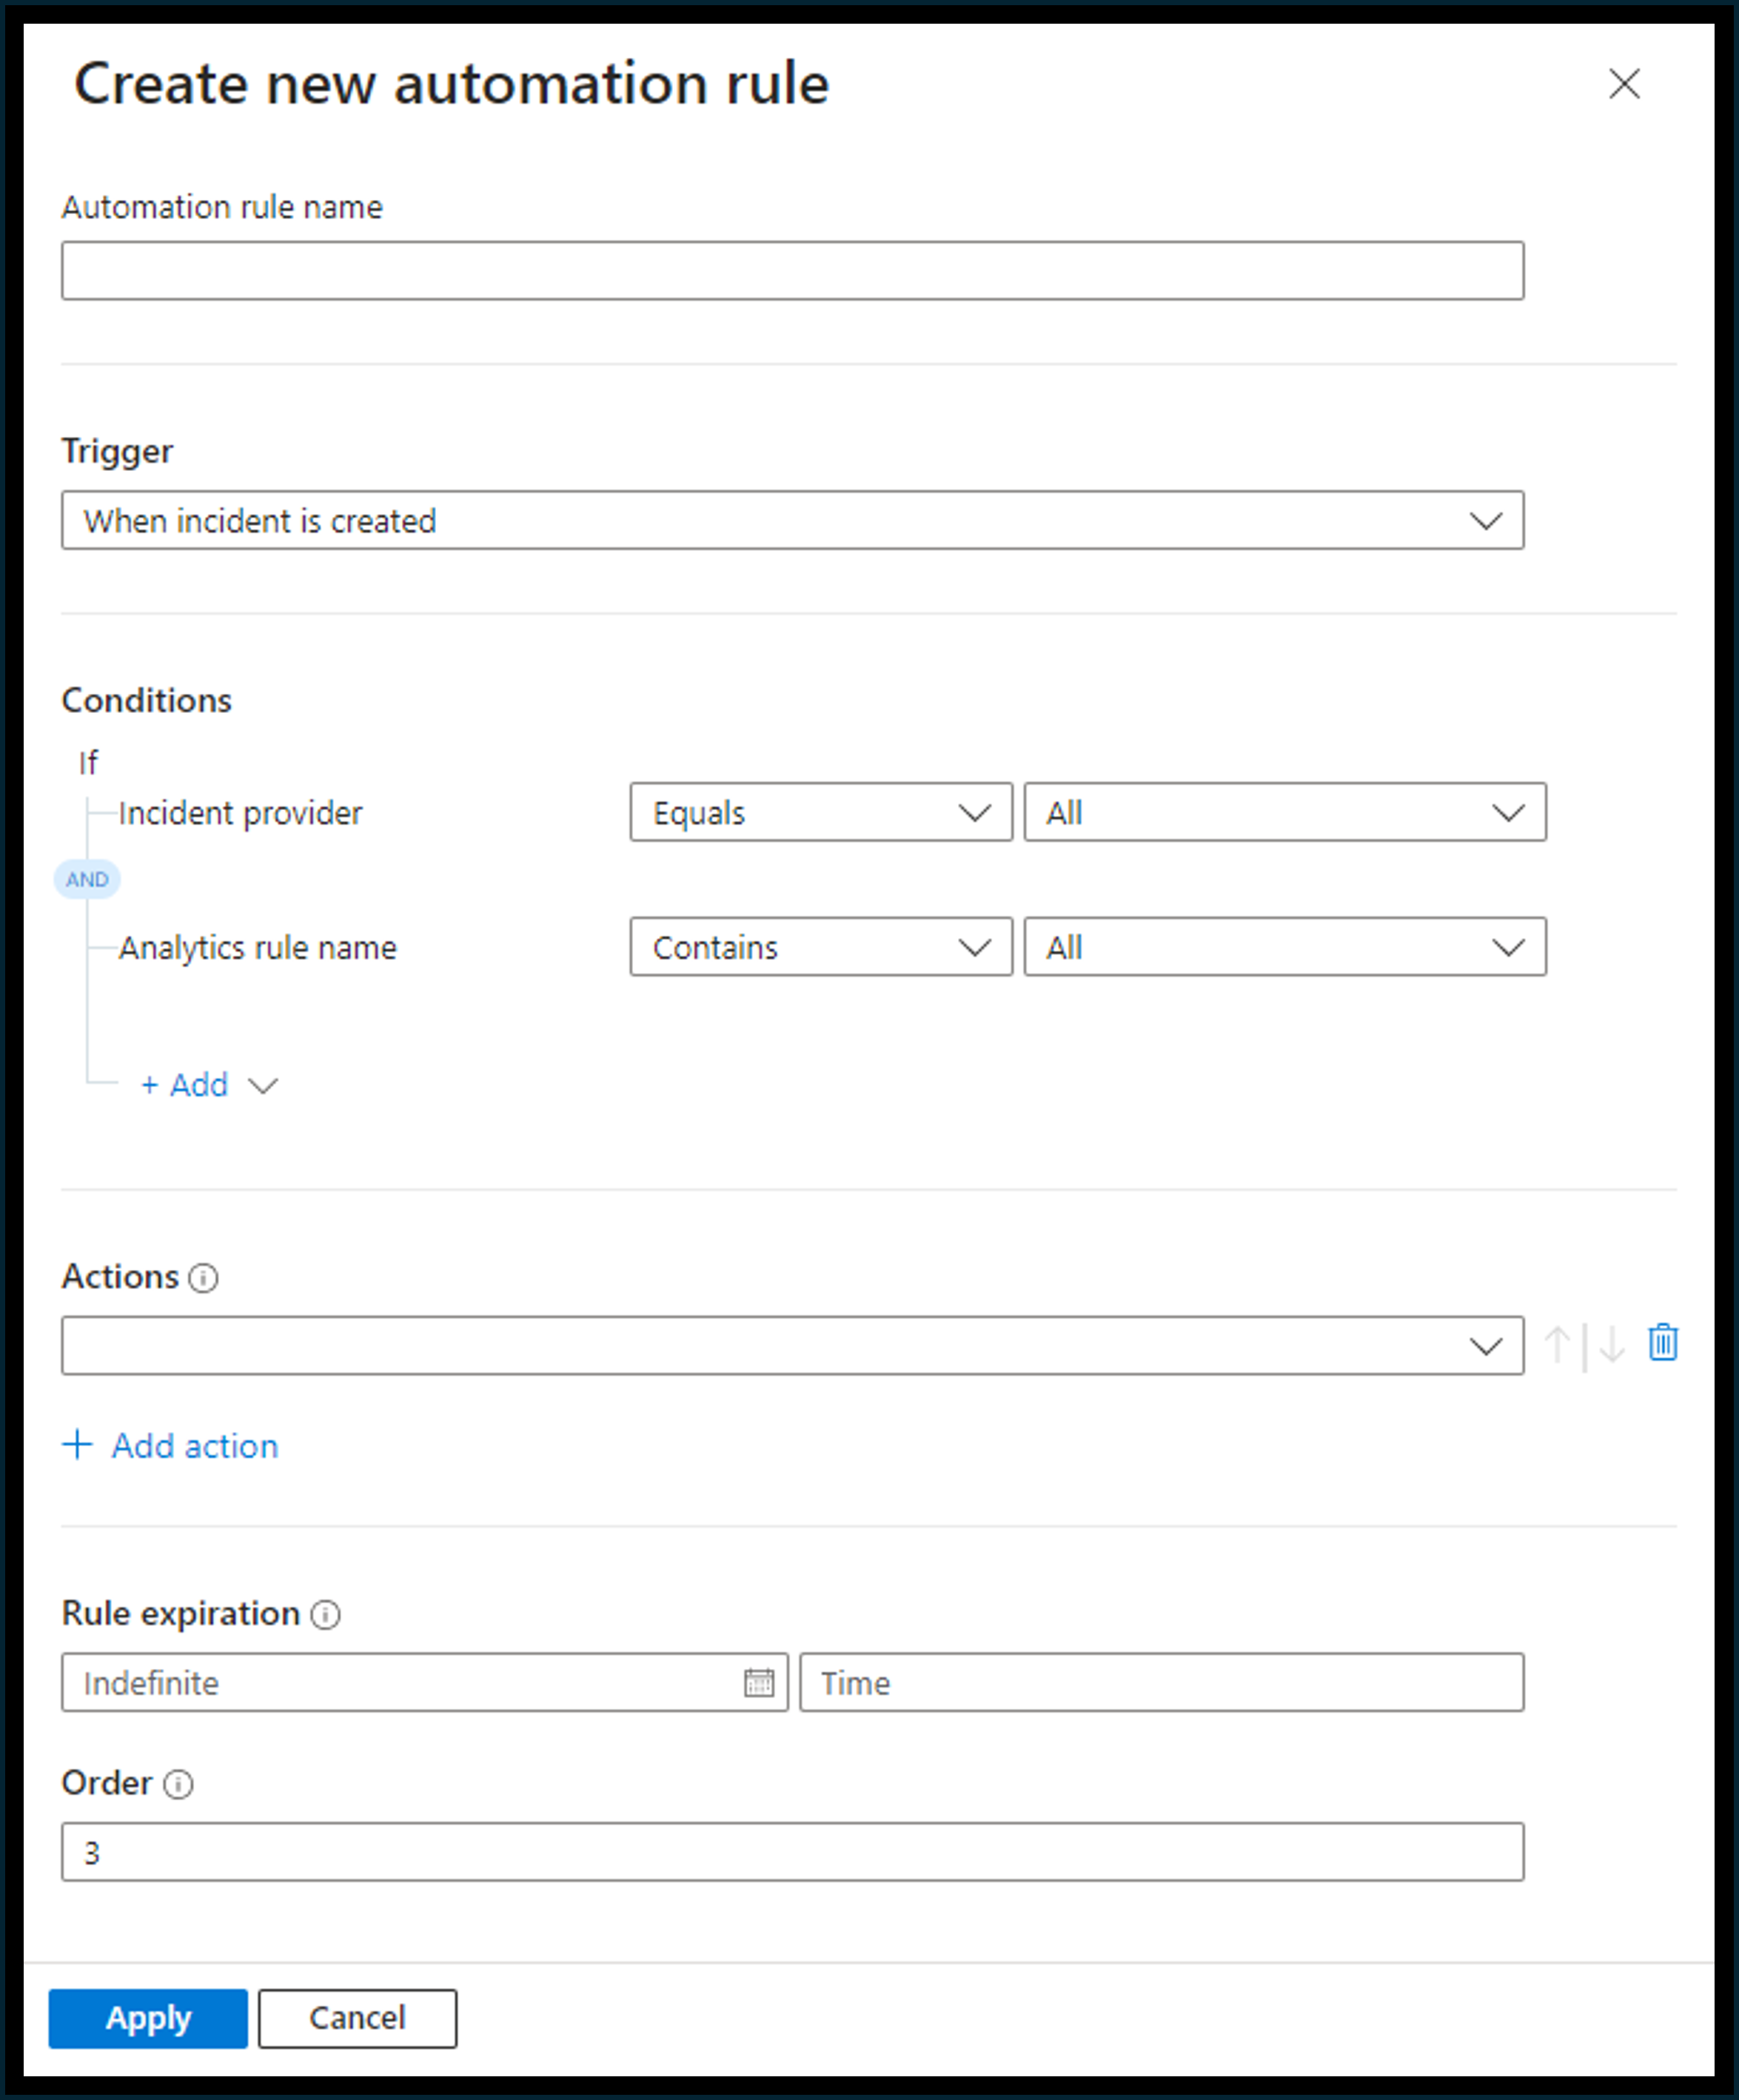 Create new automation rule
Automation rule name
Trigger
When incident is created
Conditions
If
Incident provider Equals All
AND
Analytics rule name Contains All
+ Add
Actions
+ Add action
Rule expiration
Indefinite Time
Order
3
Apply Cancel